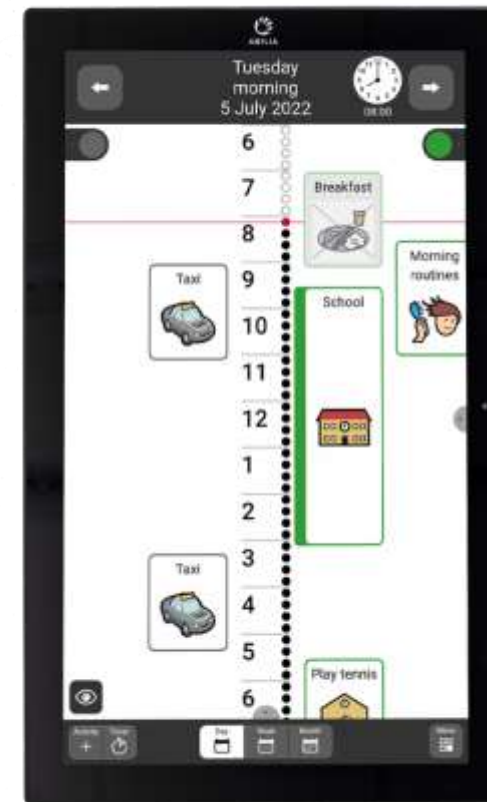 ABILIA
Tuesday
morning
5 July 2022
08:00
6
7
8
9
10
11
12
1
2
3
4
5
6
Breakfast
Morning
routines
Taxi
School
Taxi
Play tennis
Day
Week
Month
Menu